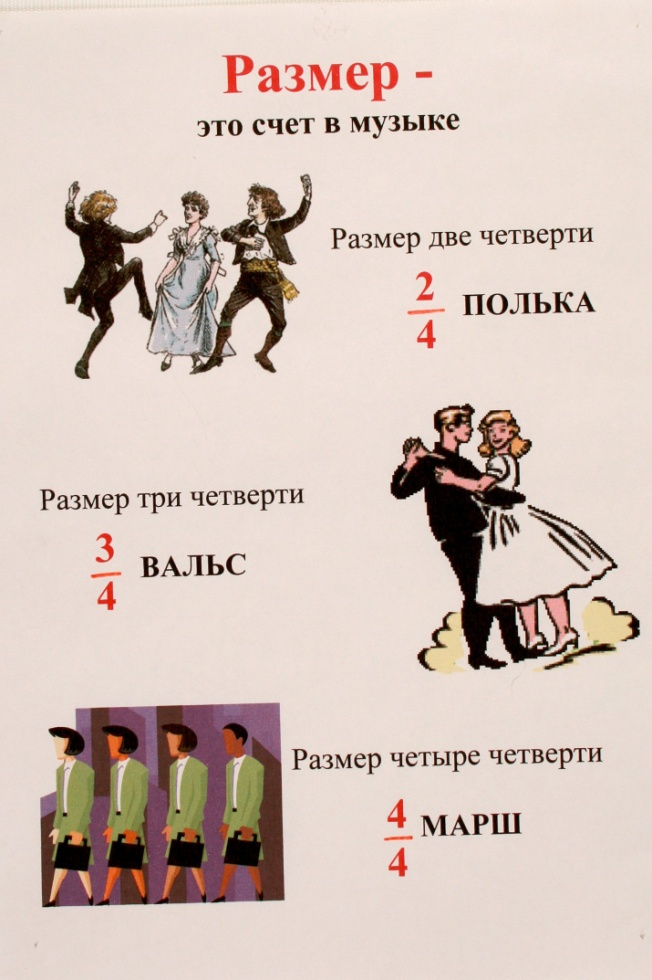 Размер -
это счет в музыке
Размер две четверти
2
4
ПОЛЬКА
Размер три четверти
3
4
ВАЛЬС
Размер четыре четверти
4
4
МАРШ